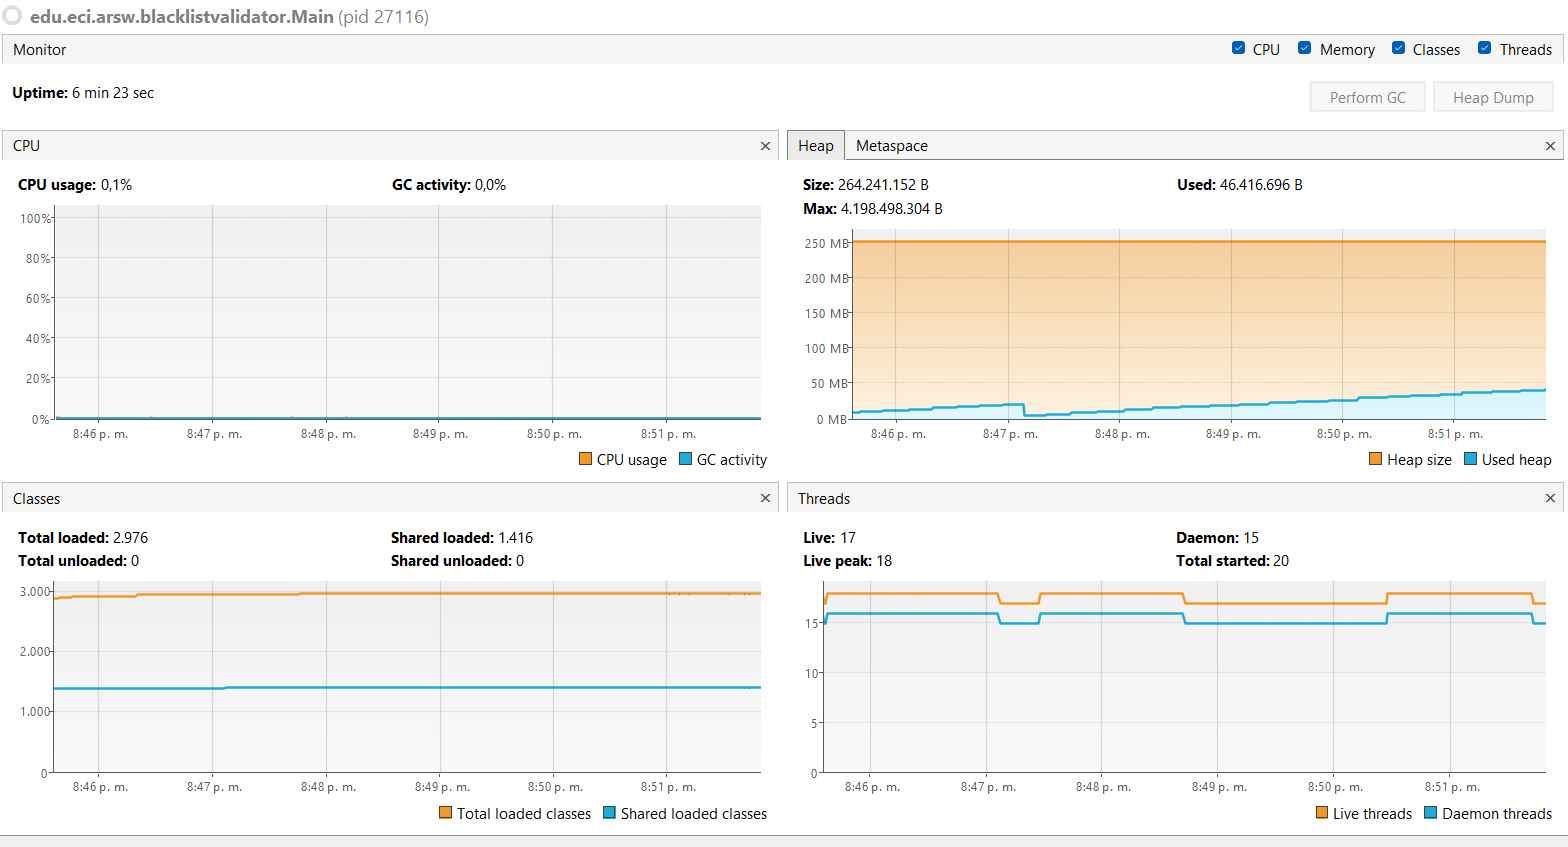 edu.eci.arsw.blacklistvalidator.Main (pid 27116)
Monitor
CPU Memory Classes Threads
Uptime: 6 min 23 sec
Perform GC Heap Dump
CPU
CPU usage: 0,1% GC activity: 0,0%
100%
80%
60%
40%
20%
0%
8:46 p. m. 8:47 p. m. 8:48 p. m. 8:49 p. m. 8:50 p. m. 8:51 p. m.
CPU usage GC activity
Heap Metaspace
Size: 264.241.152 B Used: 46.416.696 B
Max: 4.198.498.304 B
250 MB
200 MB
150 MB
100 MB
50 MB
0 MB
8:46 p. m. 8:47 p. m. 8:48 p. m. 8:49 p. m. 8:50 p. m. 8:51 p. m.
Heap size Used heap
Classes
Total loaded: 2.976 Shared loaded: 1.416
Total unloaded: 0 Shared unloaded: 0
3.000
2.000
1.000
0
8:46 p. m. 8:47 p. m. 8:48 p. m. 8:49 p. m. 8:50 p. m. 8:51 p. m.
Total loaded classes Shared loaded classes
Threads
Live: 17 Daemon: 15
Live peak: 18 Total started: 20
15
10
5
0
8:46 p. m. 8:47 p. m. 8:48 p. m. 8:49 p. m. 8:50 p. m. 8:51 p. m.
Live threads Daemon threads